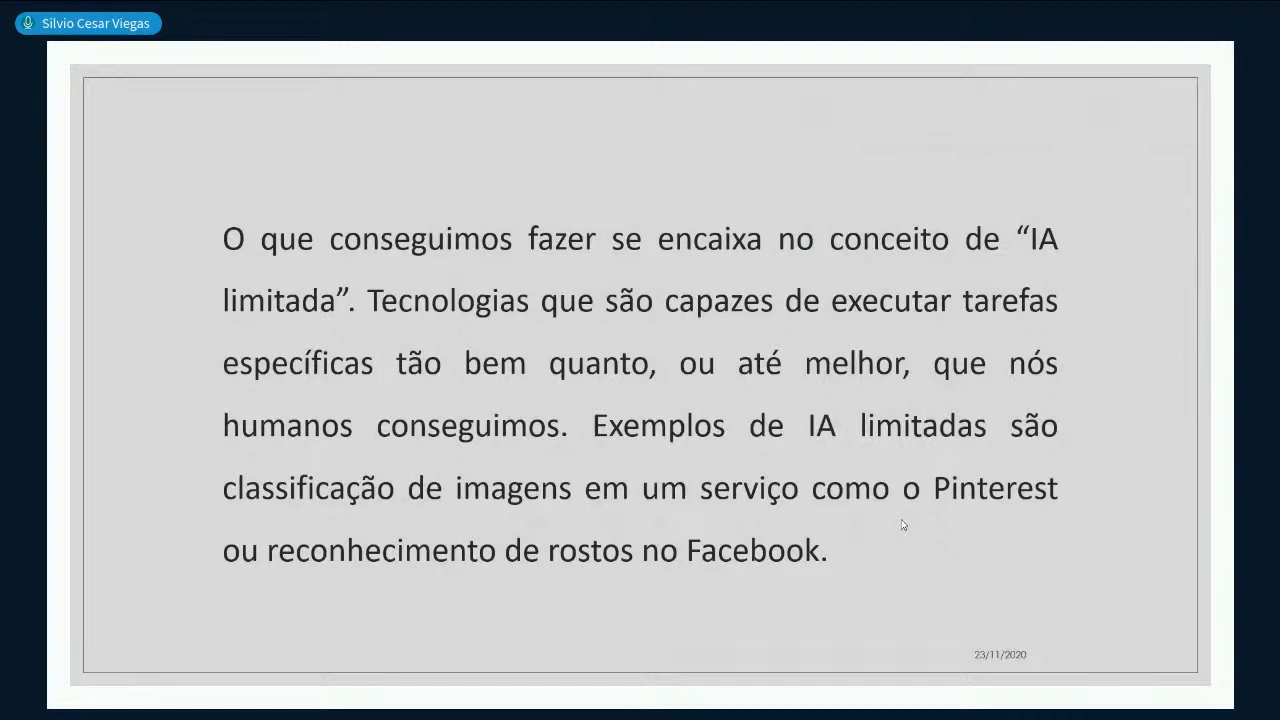 Silvio Cesar Viegas
O que conseguimos fazer se encaixa no conceito de “IA
limitada”. Tecnologias que são capazes de executar tarefas
específicas tão bem quanto, ou até melhor, que nós
humanos conseguimos. Exemplos de IA limitadas são
classificação de imagens em um serviço como o Pinterest
ou reconhecimento de rostos no Facebook.
23/11/2020